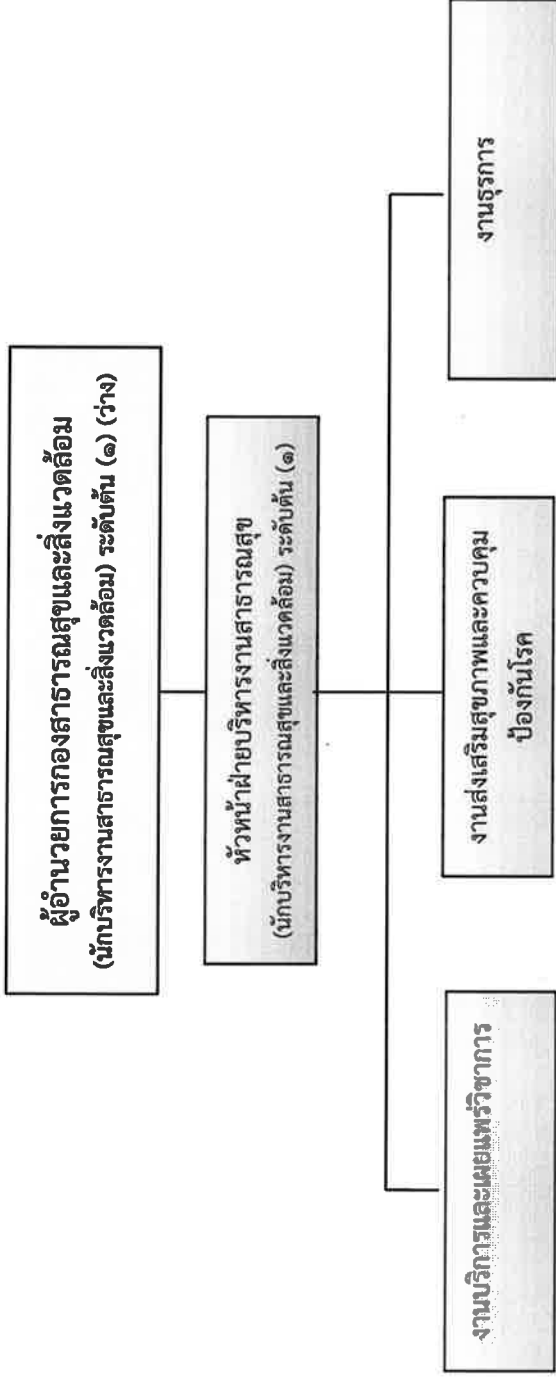 ผู้อำนวยการกองสาธารณสุขและสิ่งแวดล้อม
(นักบริหารงานสาธารณสุขและสิ่งแวดล้อม) ระดับต้น (๑) (ว่าง)
หัวหน้าฝ่ายบริหารงานสาธารณสุข
(นักบริหารงานสาธารณสุขและสิ่งแวดล้อม) ระดับต้น (๑)
งานบริการและเผยแพร่วิชาการ
งานส่งเสริมสุขภาพและควบคุม
ป้องกันโรค
งานธุรการ